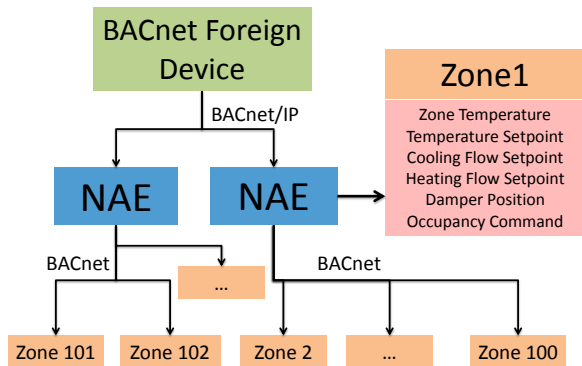 BACnet Foreign
Device
BACnet/IP
Zone1
Zone Temperature
Temperature Setpoint
Cooling Flow Setpoint
Heating Flow Setpoint
Damper Position
Occupancy Command
NAE
NAE
BACnet
...
BACnet
Zone 101
Zone 102
Zone 2
...
Zone 100